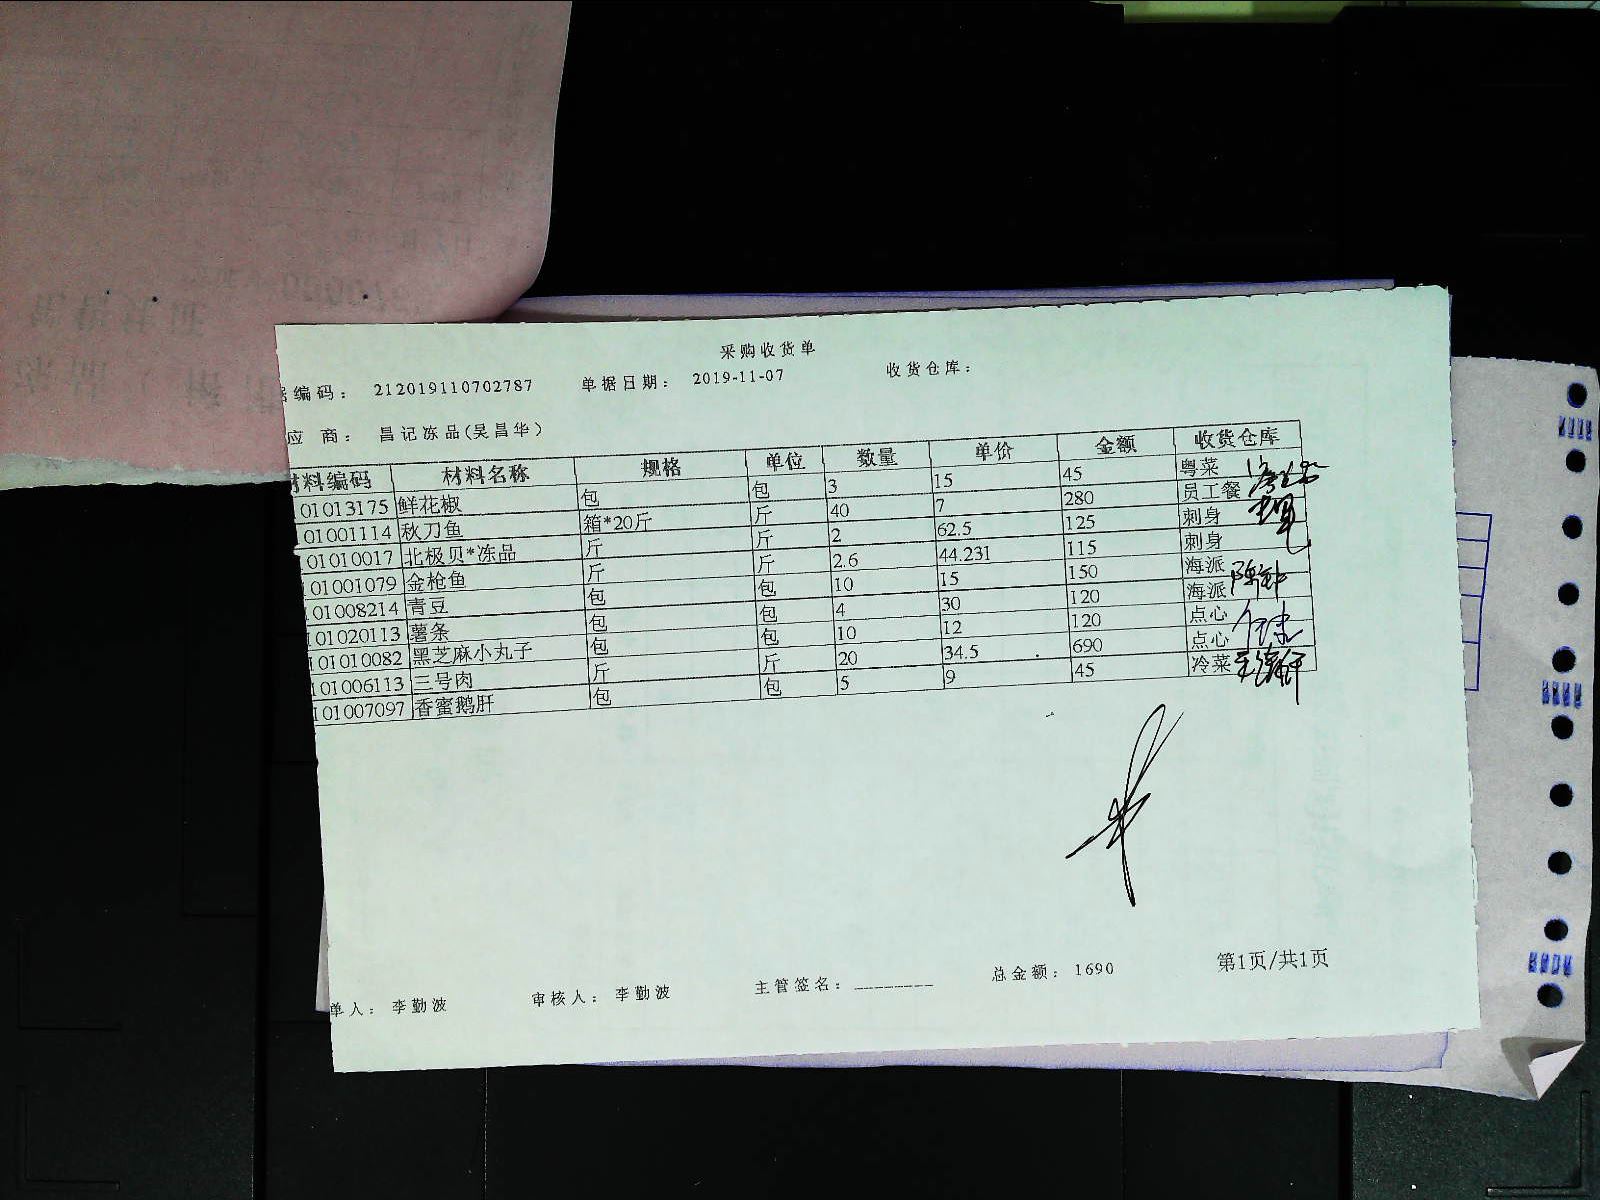 采购收货单
编码： 212019110702787 单据日期： 2019-11-07 收货仓库：
应 商： 昌记冻品(吴昌华)
材料编码 材料名称 规格 单位 数量 单价 金额 收货仓库
01013175 鲜花椒 包 包 3 15 45 粤菜
01001114 秋刀鱼 箱*20斤 斤 40 7 280 员工餐
01010017 北极贝*冻品 斤 斤 2 62.5 125 刺身
101001079 金枪鱼 斤 斤 2.6 44.231 115 刺身
101008214 青豆 包 包 10 15 150 海派
101020113 薯条 包 包 4 30 120 海派
101010082 黑芝麻小丸子 包 包 10 12 120 点心
101006113 三号肉 斤 斤 20 34.5 690 点心
101007097 香蜜鹅肝 包 包 5 9 45 冷菜
单人： 李勤波 审核人： 李勤波 主管签名： ________ 总金额： 1690 第1页/共1页